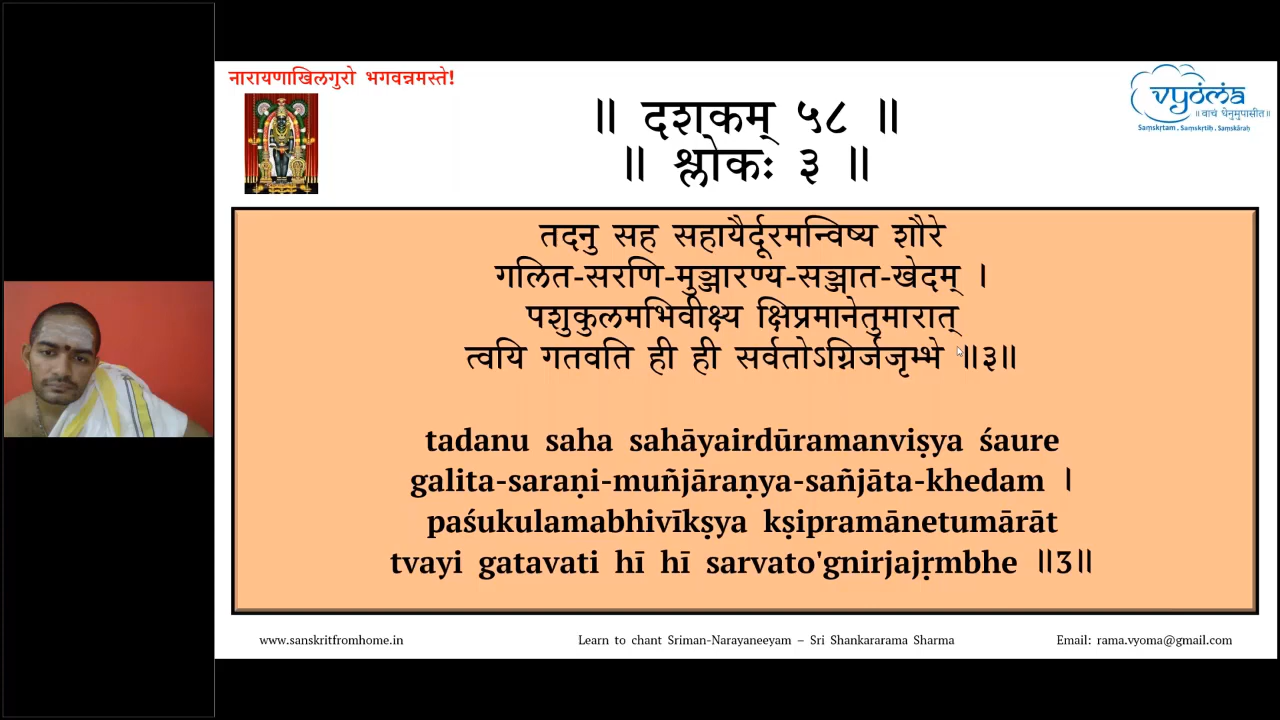 नारायणाखिलगुरो भगवन्नमस्ते!
vyoma
॥ वाचं धेनुमुपासीत॥
Saṃskṛtam . Saṃskṛtiḥ . Saṃskāraḥ
॥ दशकम् ५८ ॥
॥ श्लोकः ३ ॥
तदनु सह सहायैर्दूरमन्विष्य शौरे
गलित-सरणि-मुञ्जारण्य-सञ्जात-खेदम् ।
पशुकुलमभिवीक्ष्य क्षिप्रमानेतुमारात्
त्वयि गतवति ही ही सर्वतोऽग्निर्जजृम्भे ॥३॥
tadanu saha sahāyairdūramanviṣya śaure
galita-saraṇi-muñjāraṇya-sañjāta-khedam ।
paśukulamabhivīkṣya kṣipramānetumārāt
tvayi gatavati hī hī sarvato'gnirjajṛmbhe ॥3॥
www.sanskritfromhome.in
Learn to chant Sriman-Narayaneeyam – Sri Shankararama Sharma
Email: rama.vyoma@gmail.com